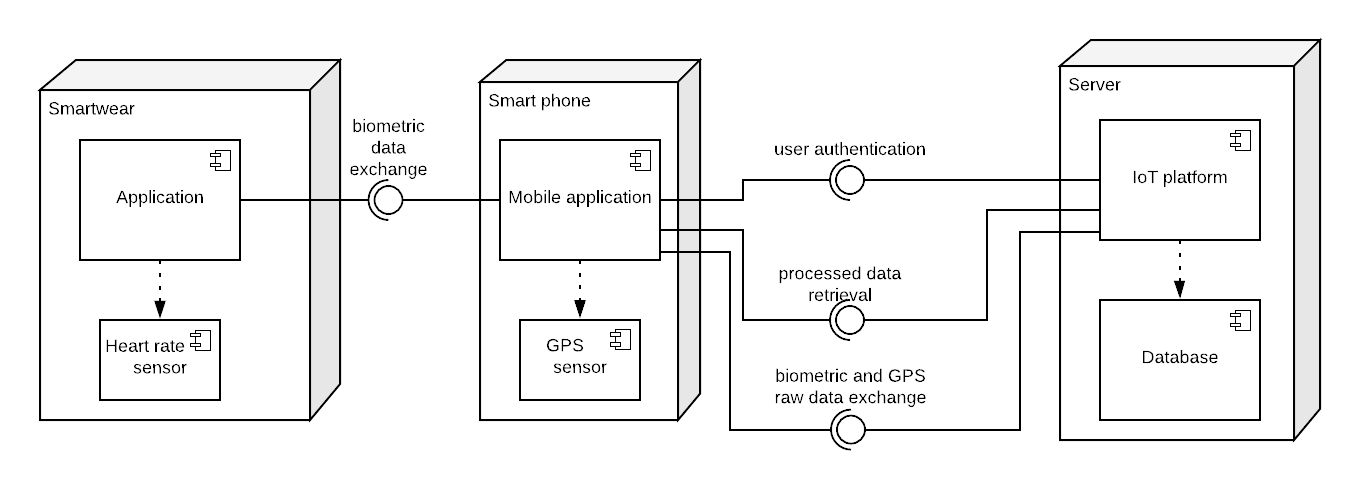 Smartwear
Application
Heart rate
sensor
biometric
data
exchange
Smart phone
Mobile application
GPS
sensor
user authentication
processed data
retrieval
biometric and GPS
raw data exchange
Server
IoT platform
Database